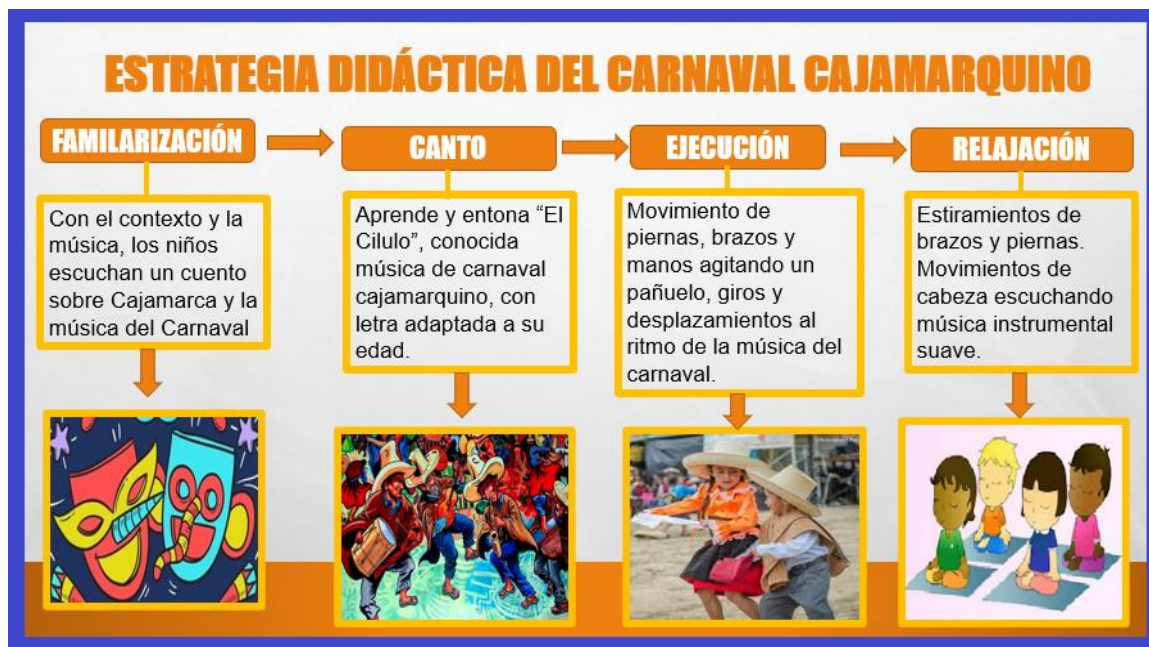 ESTRATEGIA DIDÁCTICA DEL CARNAVAL CAJAMARQUINO
FAMILARIZACIÓN
Con el contexto y la
música, los niños
escuchan un cuento
sobre Cajamarca y la
música del Carnaval
CANTO
Aprende y entona “El
Cilulo”, conocida
música de carnaval
cajamarquino, con
letra adaptada a su
edad.
EJECUCIÓN
Movimiento de
piernas, brazos y
manos agitando un
pañuelo, giros y
desplazamientos al
ritmo de la música del
carnaval.
RELAJACIÓN
Estiramientos de
brazos y piernas.
Movimientos de
cabeza escuchando
música instrumental
suave.